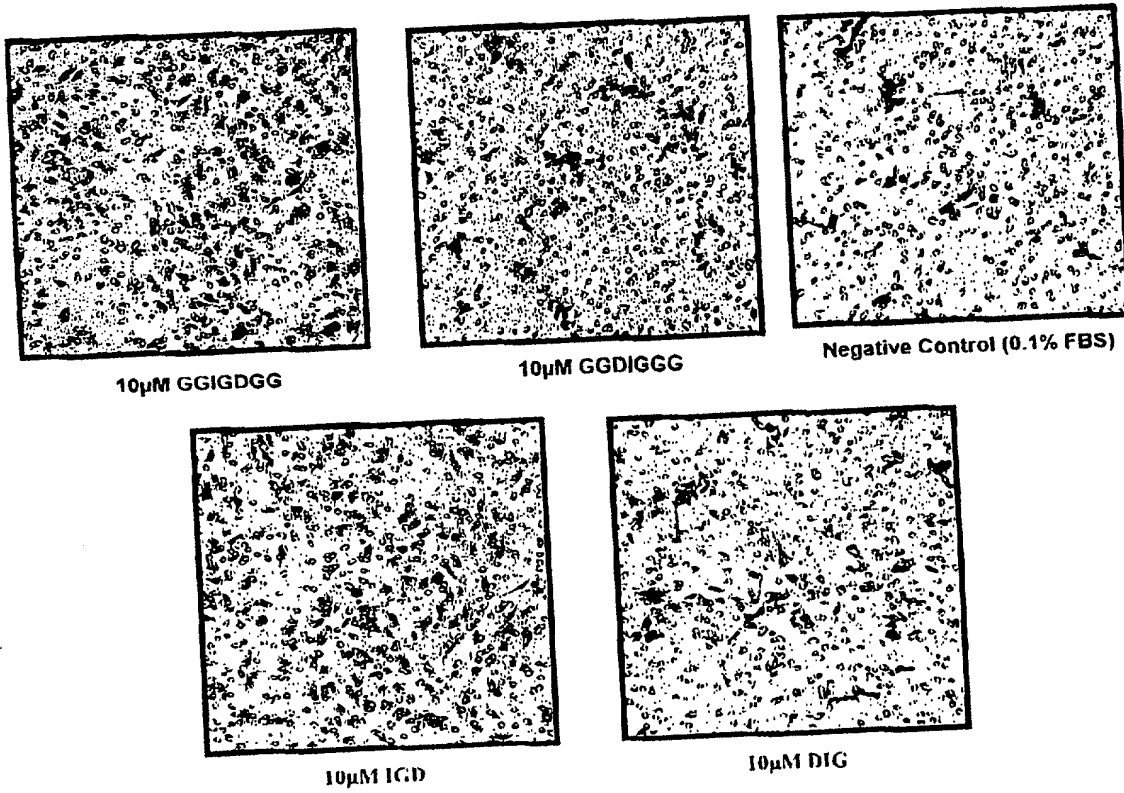 10µM GGIGDGG
10µM GGDIGGG
Negative Control (0.1% FBS)
10µM IGD
10µM DIG